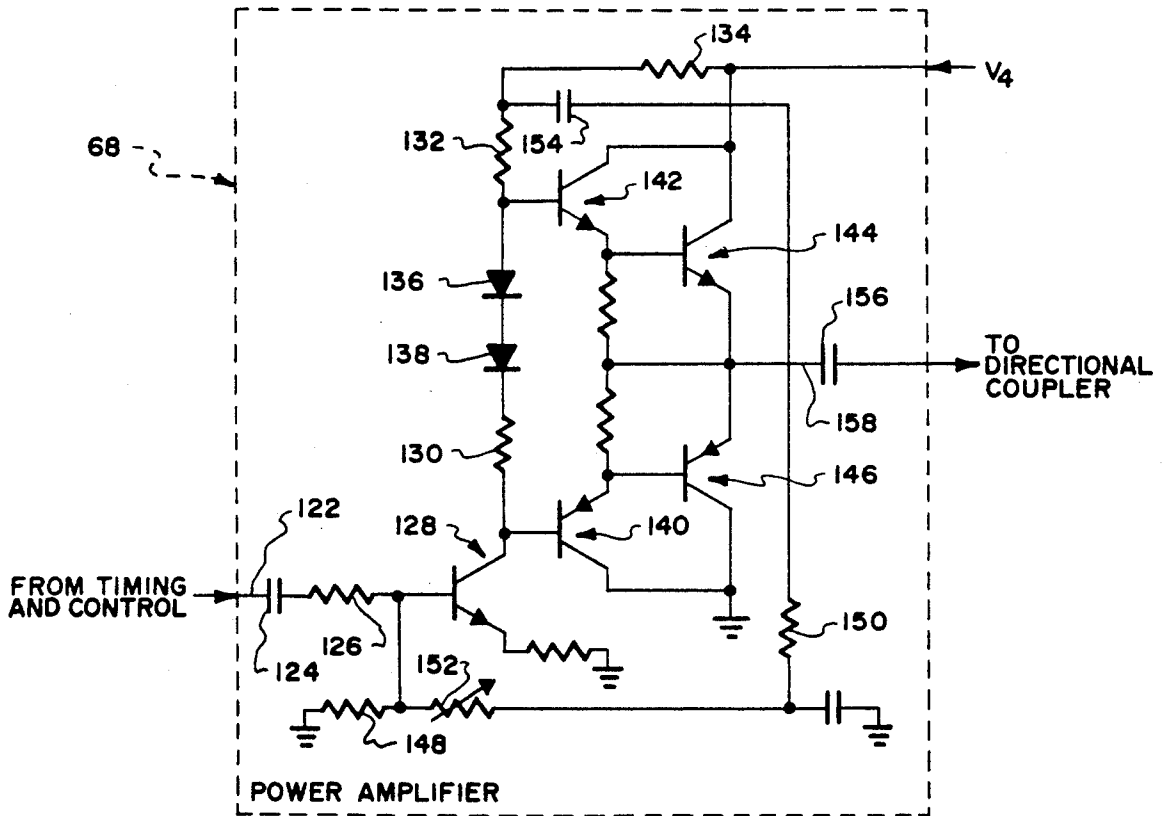 134
V4
132
154
68
142
144
136
156
138
TO
DIRECTIONAL
COUPLER
158
130
146
122
128
140
FROM TIMING
AND CONTROL
150
126
152
124
148
POWER AMPLIFIER